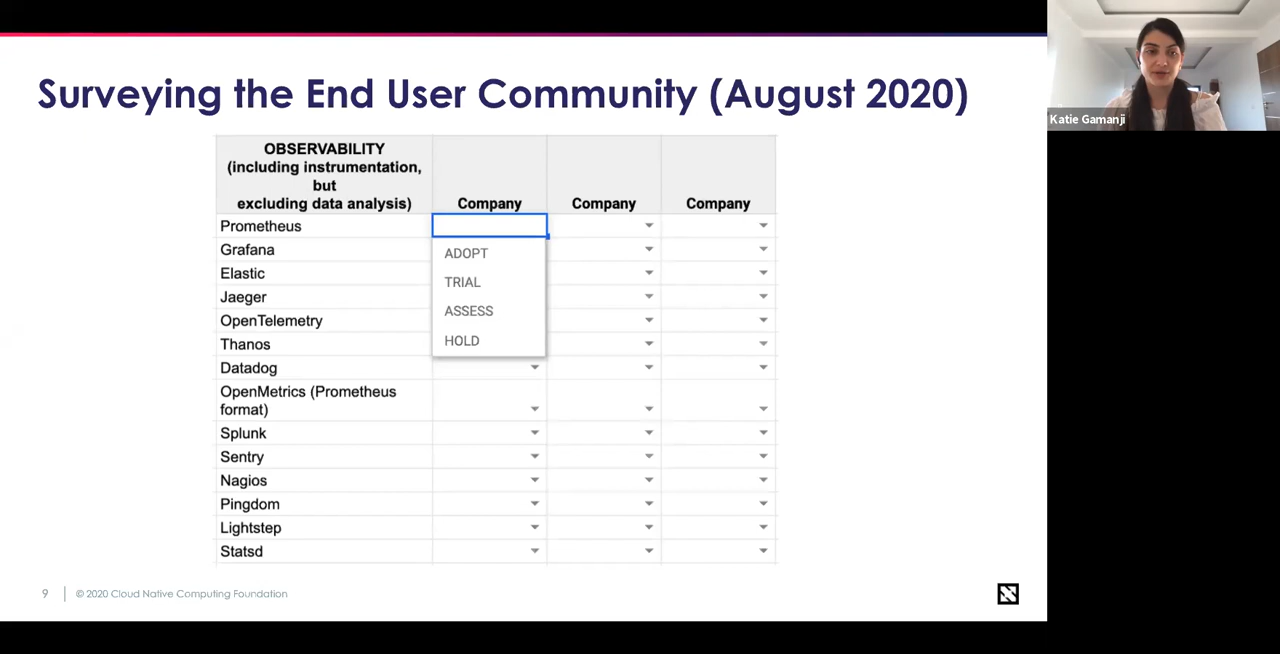 Surveying the End User Community (August 2020)
Katie Gamanji
OBSERVABILITY
(including instrumentation,
but
excluding data analysis)
Company
Company
Company
Prometheus
Grafana
Elastic
Jaeger
OpenTelemetry
Thanos
Datadog
OpenMetrics (Prometheus
format)
Splunk
Sentry
Nagios
Pingdom
Lightstep
Statsd
ADOPT
TRIAL
ASSESS
HOLD
9
© 2020 Cloud Native Computing Foundation